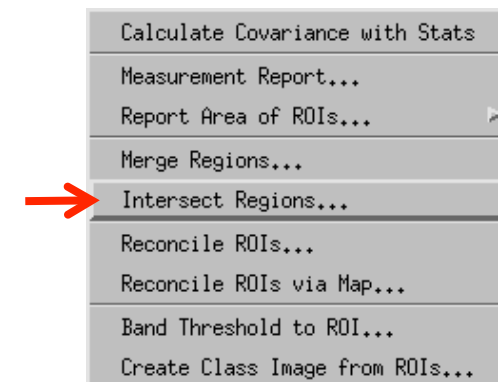 Calculate Covariance with Stats
Measurement Report...
Report Area of ROIs...
Merge Regions...
Intersect Regions...
Reconcile ROIs...
Reconcile ROIs via Map...
Band Threshold to ROI...
Create Class Image from ROIs...